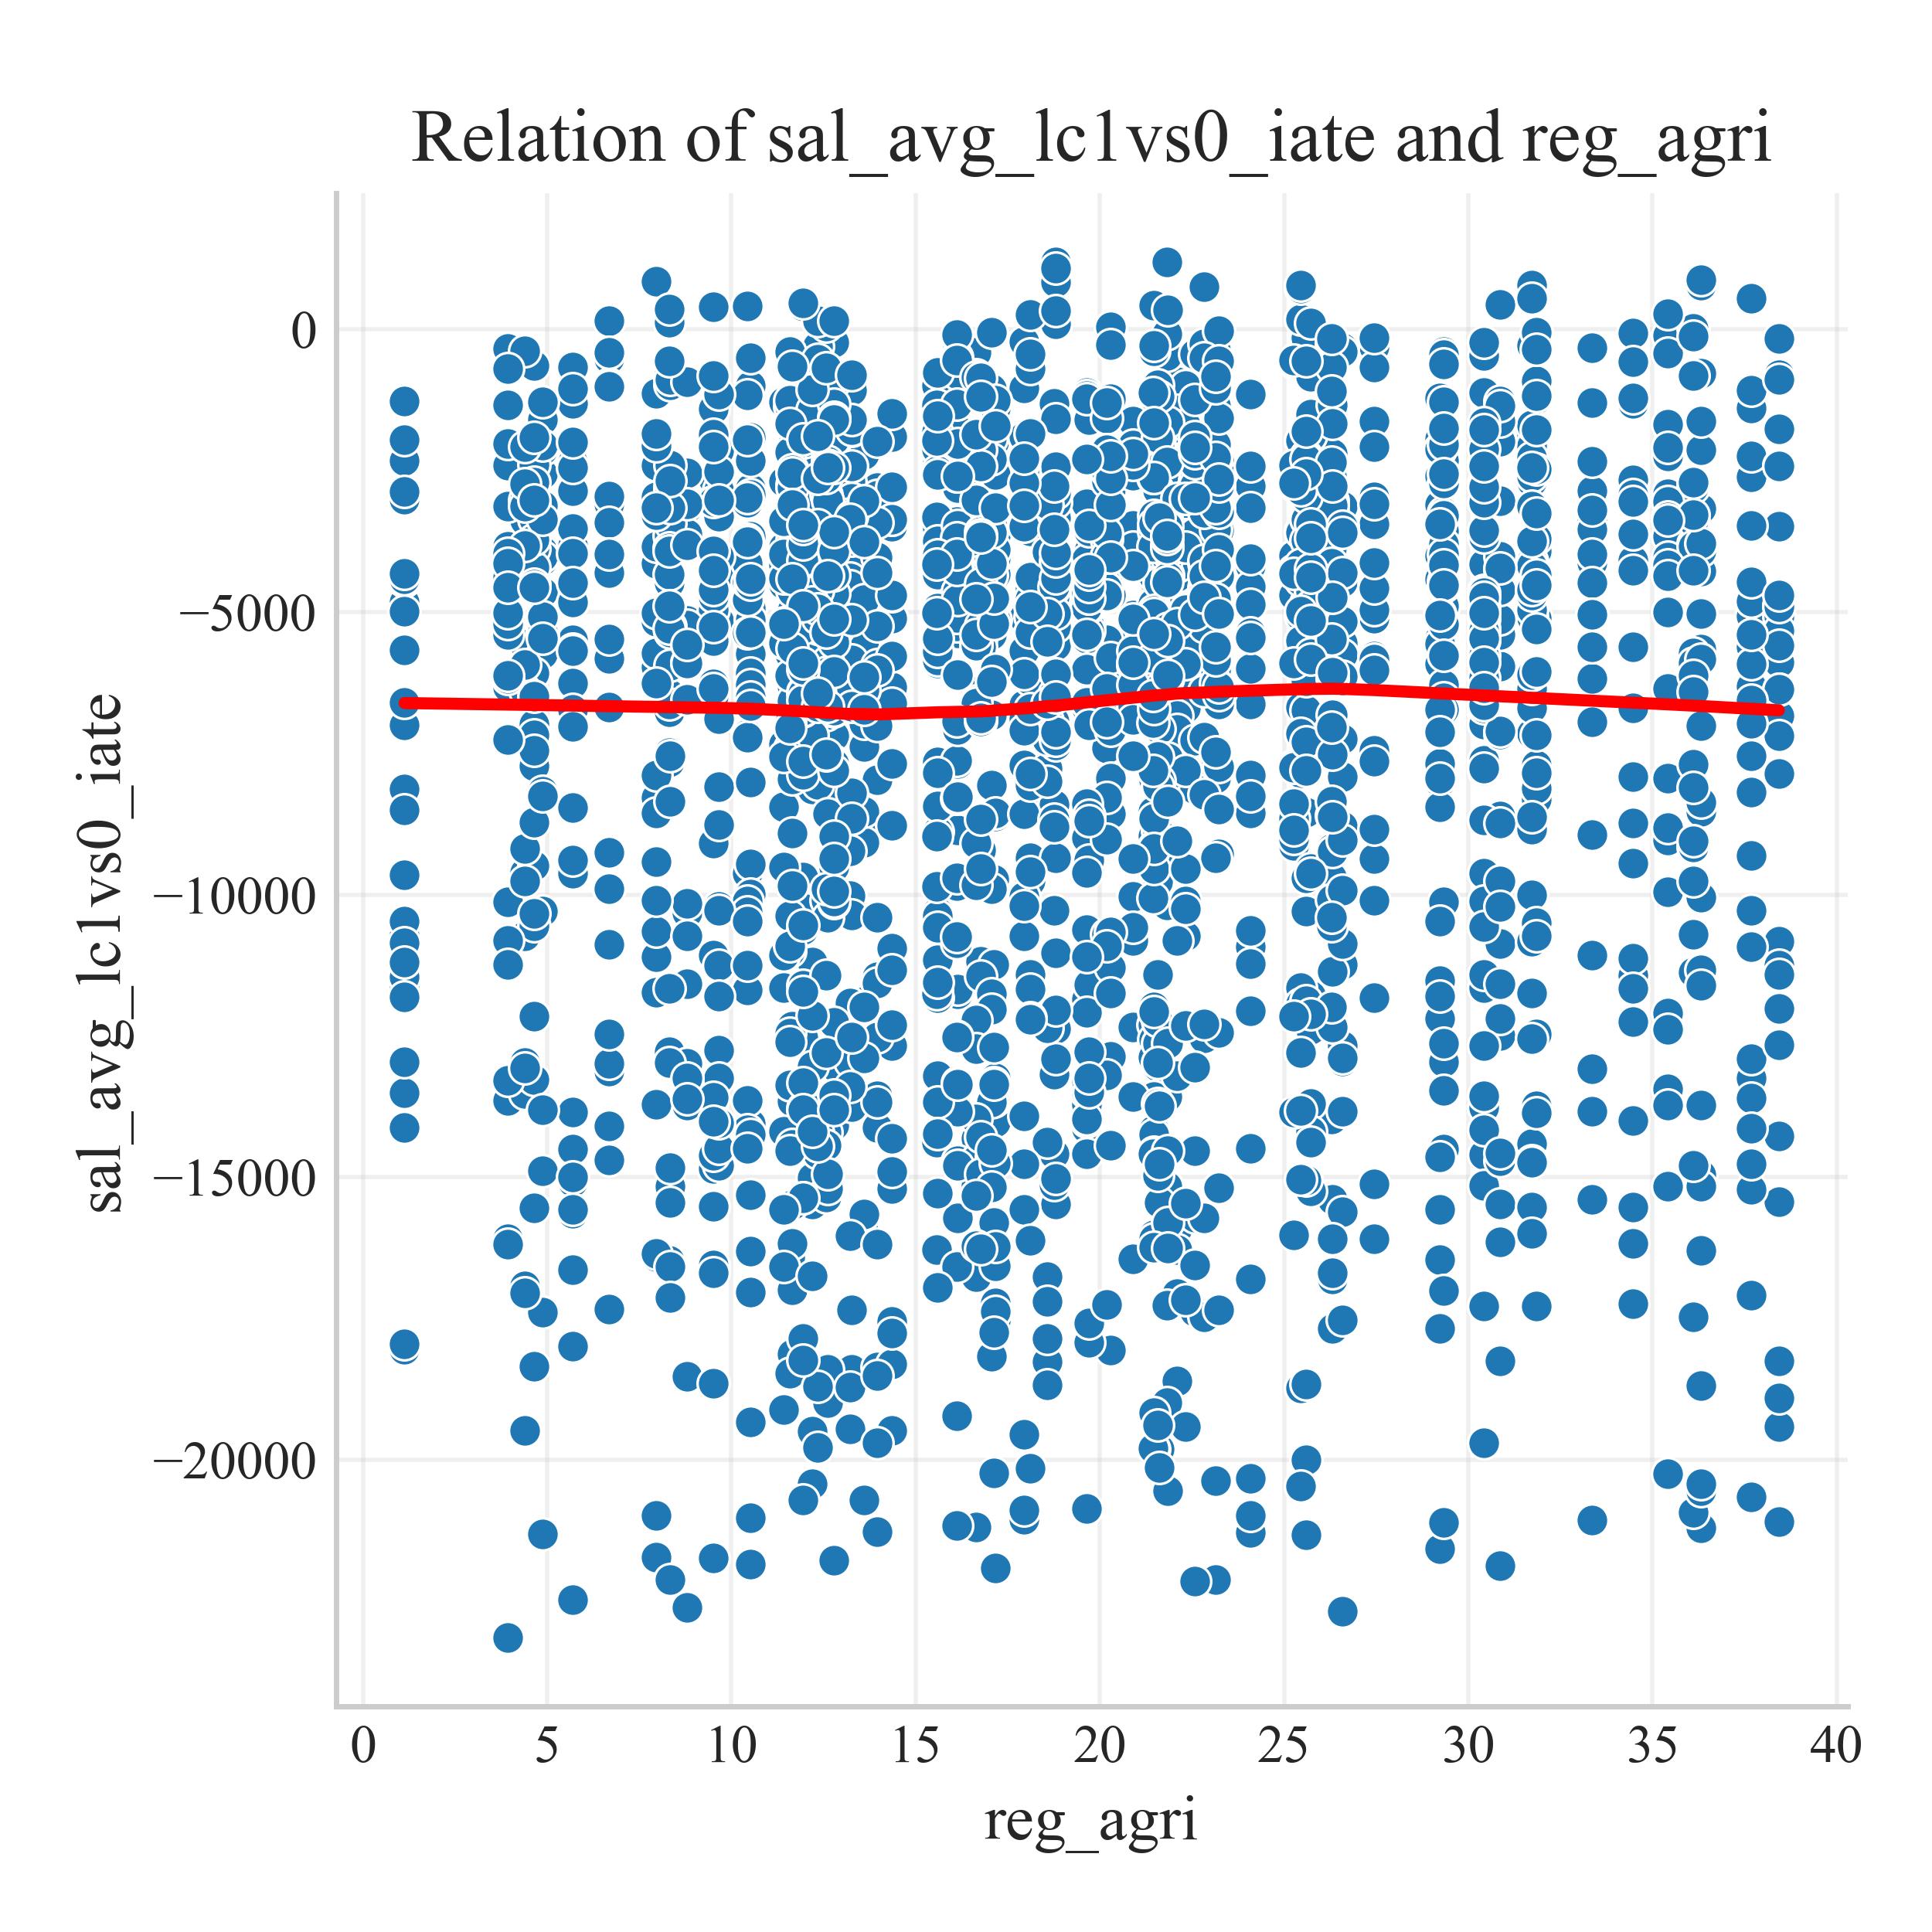 Relation of sal_avg_lc1vs0_iate and reg_agri
sal_avg_lc1vs0_iate
0
−5000
−10000
−15000
−20000
0 5 10 15 20 25 30 35 40
reg_agri